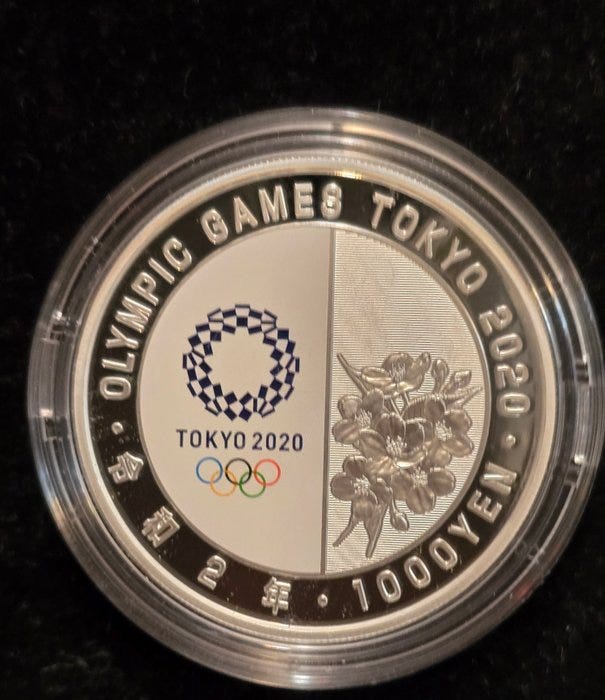 OLYMPIC GAMES TOKYO 2020
TOKYO 2020
令和2年・1000YEN